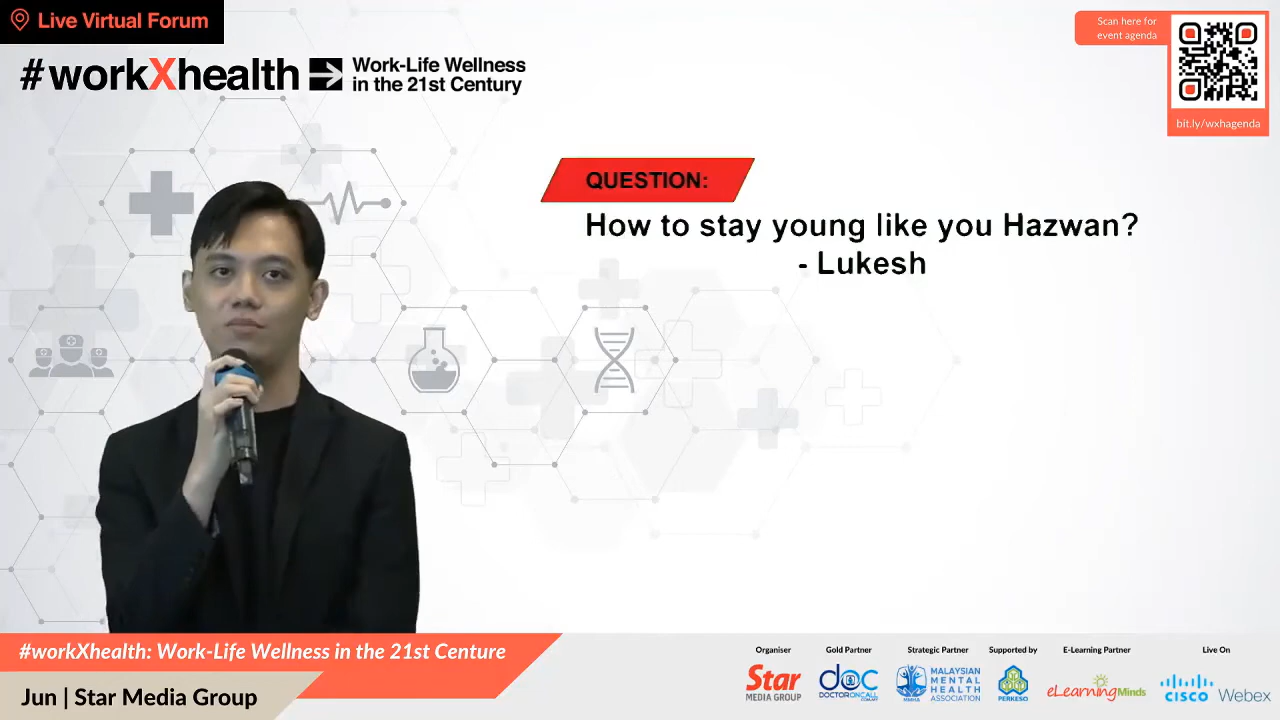 Live Virtual Forum
Scan here for
event agenda
bit.ly/wxhagenda
#workXhealth
Work-Life Wellness
in the 21st Century
QUESTION:
How to stay young like you Hazwan?
- Lukesh
#workXhealth: Work-Life Wellness in the 21st Centure
Jun | Star Media Group
Organiser
Star
MEDIA GROUP
Gold Partner
doc
DOCTORONCALL
Strategic Partner
MALAYSIAN
MENTAL
HEALTH
ASSOCIATION
Supported by
PERKESO
E-Learning Partner
eLearningMinds
Live On
CISCO Webex